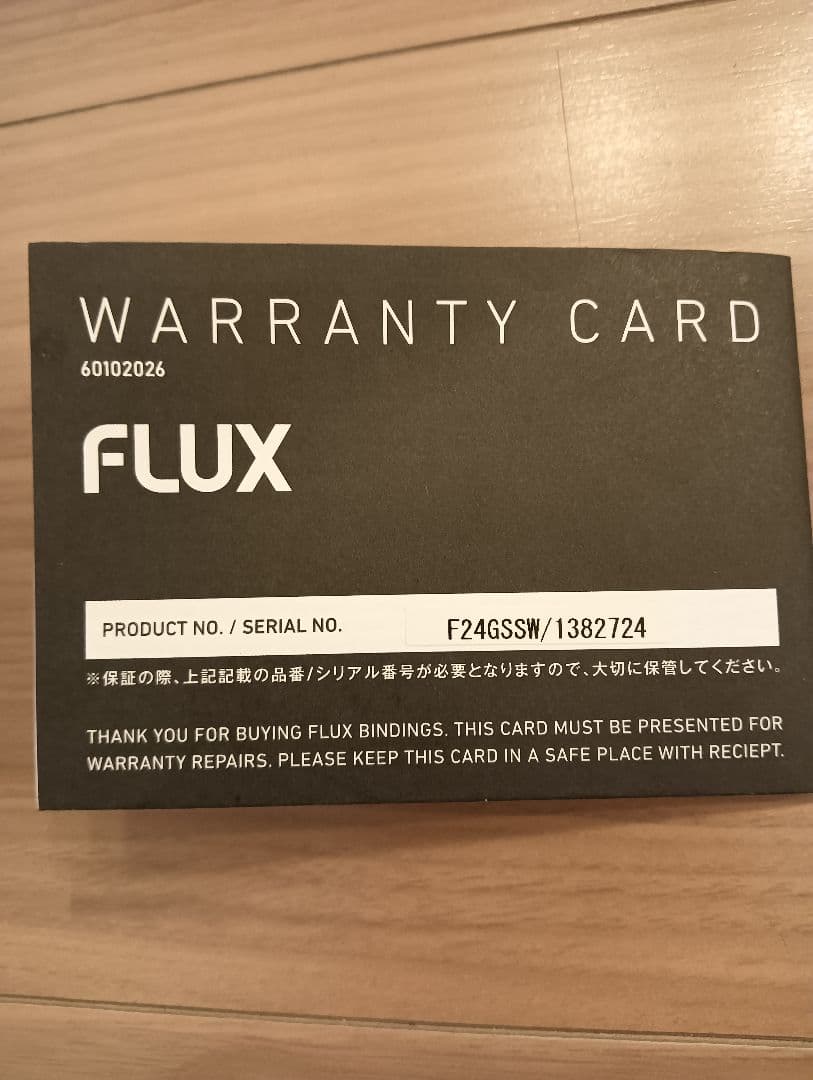 WARRANTY CARD
60102026
FLUX
PRODUCT NO. / SERIAL NO. F24GSSW/1382724
※保証の際、上記記載の品番/シリアル番号が必要となりますので、大切に保管してください。
THANK YOU FOR BUYING FLUX BINDINGS. THIS CARD MUST BE PRESENTED FOR
WARRANTY REPAIRS. PLEASE KEEP THIS CARD IN A SAFE PLACE WITH RECIEPT.